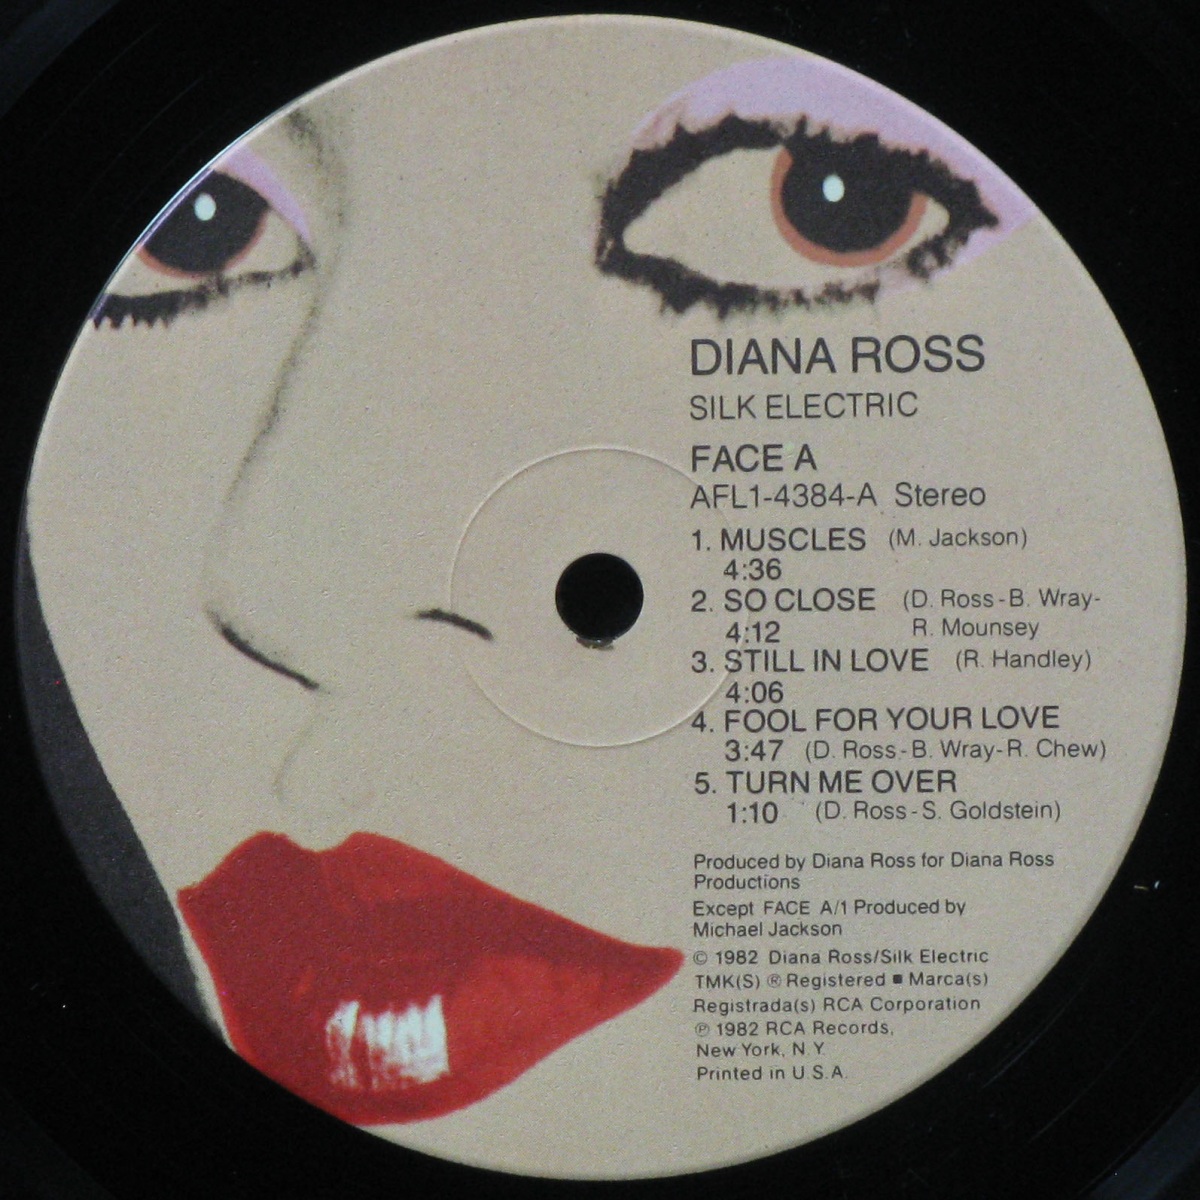 DIANA ROSS
SILK ELECTRIC
FACE A
AFL1-4384-A Stereo
1. MUSCLES (M. Jackson)
4:36
2. SO CLOSE (D. Ross-B. Wray-
4:12 R. Mounsey
3. STILL IN LOVE (R. Handley)
4:06
4. FOOL FOR YOUR LOVE
3:47 (D. Ross-B. Wray-R. Chew)
5. TURN ME OVER
1:10 (D. Ross-S. Goldstein)
Produced by Diana Ross for Diana Ross
Productions
Except FACE A/1 Produced by
Michael Jackson
© 1982 Diana Ross/Silk Electric
TMK(S) ® Registered ■ Marca(s)
Registrada(s) RCA Corporation
℗ 1982 RCA Records,
New York, N.Y.
Printed in U.S.A.